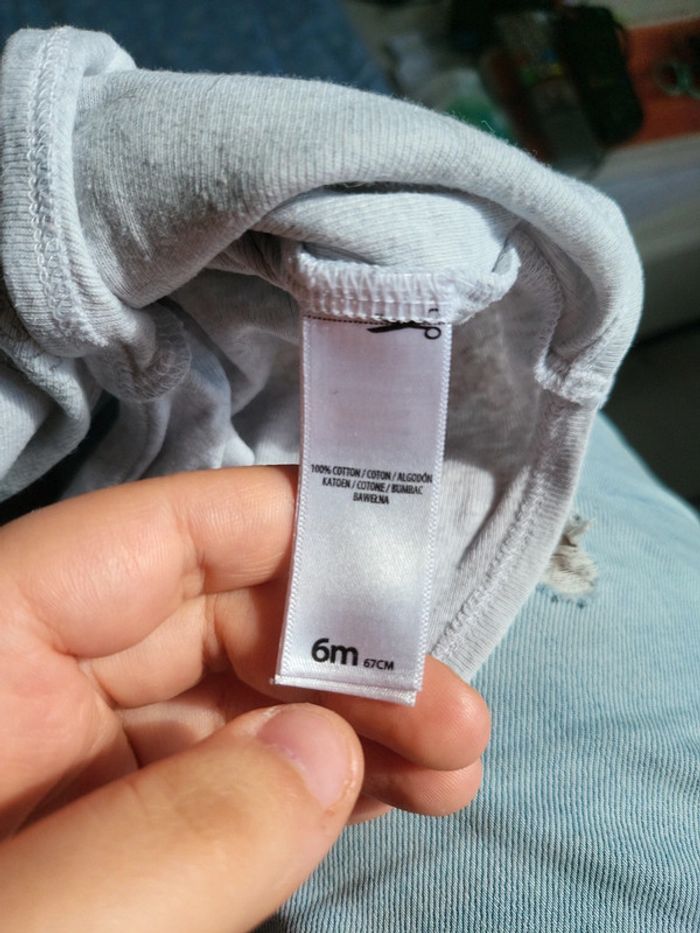 100% COTTON / COTON / ALGODÓN
KATOEN / COTONE / BUMBAC
BAWEŁNA
6m 67CM